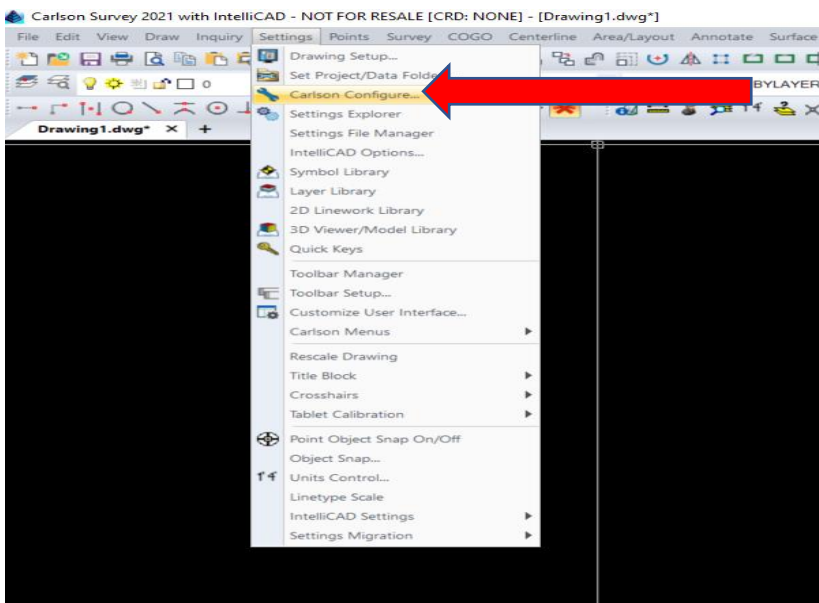 Carlson Survey 2021 with IntelliCAD - NOT FOR RESALE [CRD: NONE] - [Drawing1.dwg*]
File Edit View Draw Inquiry Settings Points Survey COGO Centerline Area/Layout Annotate Surface
Drawing Setup...
Set Project/Data Folde
Carlson Configure...
0
BYLAYER
Settings Explorer
Drawing1.dwg* X +
Settings File Manager
IntelliCAD Options...
Symbol Library
Layer Library
2D Linework Library
3D Viewer/Model Library
Quick Keys
Toolbar Manager
Toolbar Setup...
Customize User Interface...
Carlson Menus
Rescale Drawing
Title Block
Crosshairs
Tablet Calibration
Point Object Snap On/Off
Object Snap...
Units Control...
Linetype Scale
IntelliCAD Settings
Settings Migration